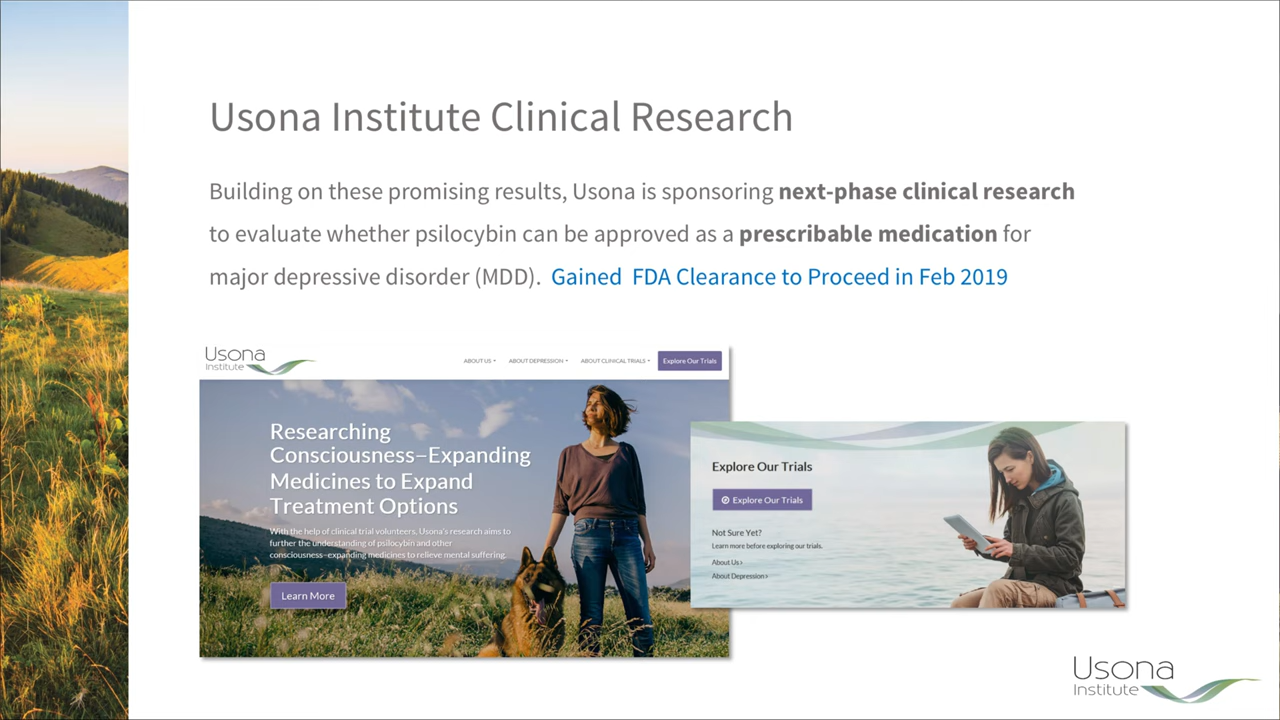 Usona Institute Clinical Research
Building on these promising results, Usona is sponsoring next-phase clinical research
to evaluate whether psilocybin can be approved as a prescribable medication for
major depressive disorder (MDD).  Gained  FDA Clearance to Proceed in Feb 2019
Usona
Institute
ABOUT US
ABOUT DEPRESSION
ABOUT CLINICAL TRIALS
Explore Our Trials
Researching
Consciousness–Expanding
Medicines to Expand
Treatment Options
With the help of clinical trial volunteers, Usona's research aims to
further the understanding of psilocybin and other
consciousness–expanding medicines to relieve mental suffering.
Learn More
Explore Our Trials
Explore Our Trials
Not Sure Yet?
Learn more before exploring our trials.
About Us ›
About Depression ›
Usona
Institute